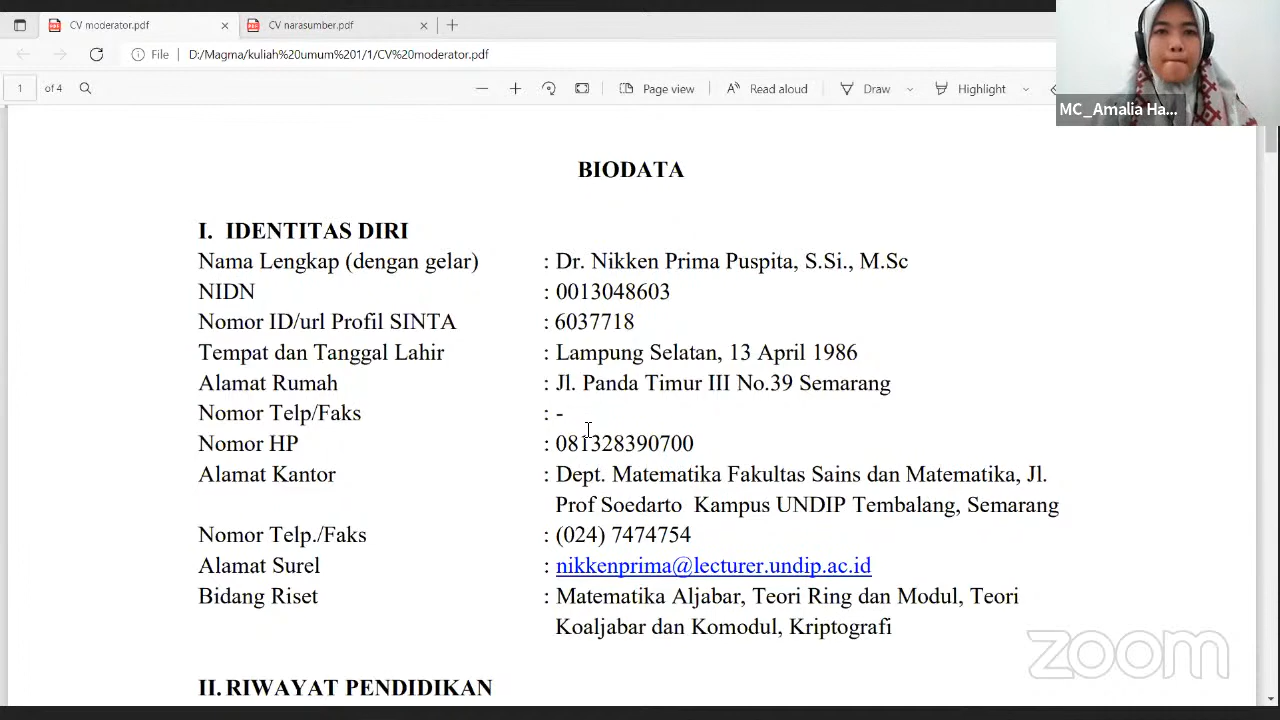 CV moderator.pdf
CV narasumber.pdf
File D:/Magma/kuliah%20umum%201/1/CV%20moderator.pdf
1 of 4 Page view Read aloud Draw Highlight
MC_Amalia Ha...
BIODATA
I. IDENTITAS DIRI
Nama Lengkap (dengan gelar) : Dr. Nikken Prima Puspita, S.Si., M.Sc
NIDN : 0013048603
Nomor ID/url Profil SINTA : 6037718
Tempat dan Tanggal Lahir : Lampung Selatan, 13 April 1986
Alamat Rumah : Jl. Panda Timur III No.39 Semarang
Nomor Telp/Faks : -
Nomor HP : 081328390700
Alamat Kantor : Dept. Matematika Fakultas Sains dan Matematika, Jl.
Prof Soedarto Kampus UNDIP Tembalang, Semarang
Nomor Telp./Faks : (024) 7474754
Alamat Surel : nikkenprima@lecturer.undip.ac.id
Bidang Riset : Matematika Aljabar, Teori Ring dan Modul, Teori
Koaljabar dan Komodul, Kriptografi
zoom
II. RIWAYAT PENDIDIKAN